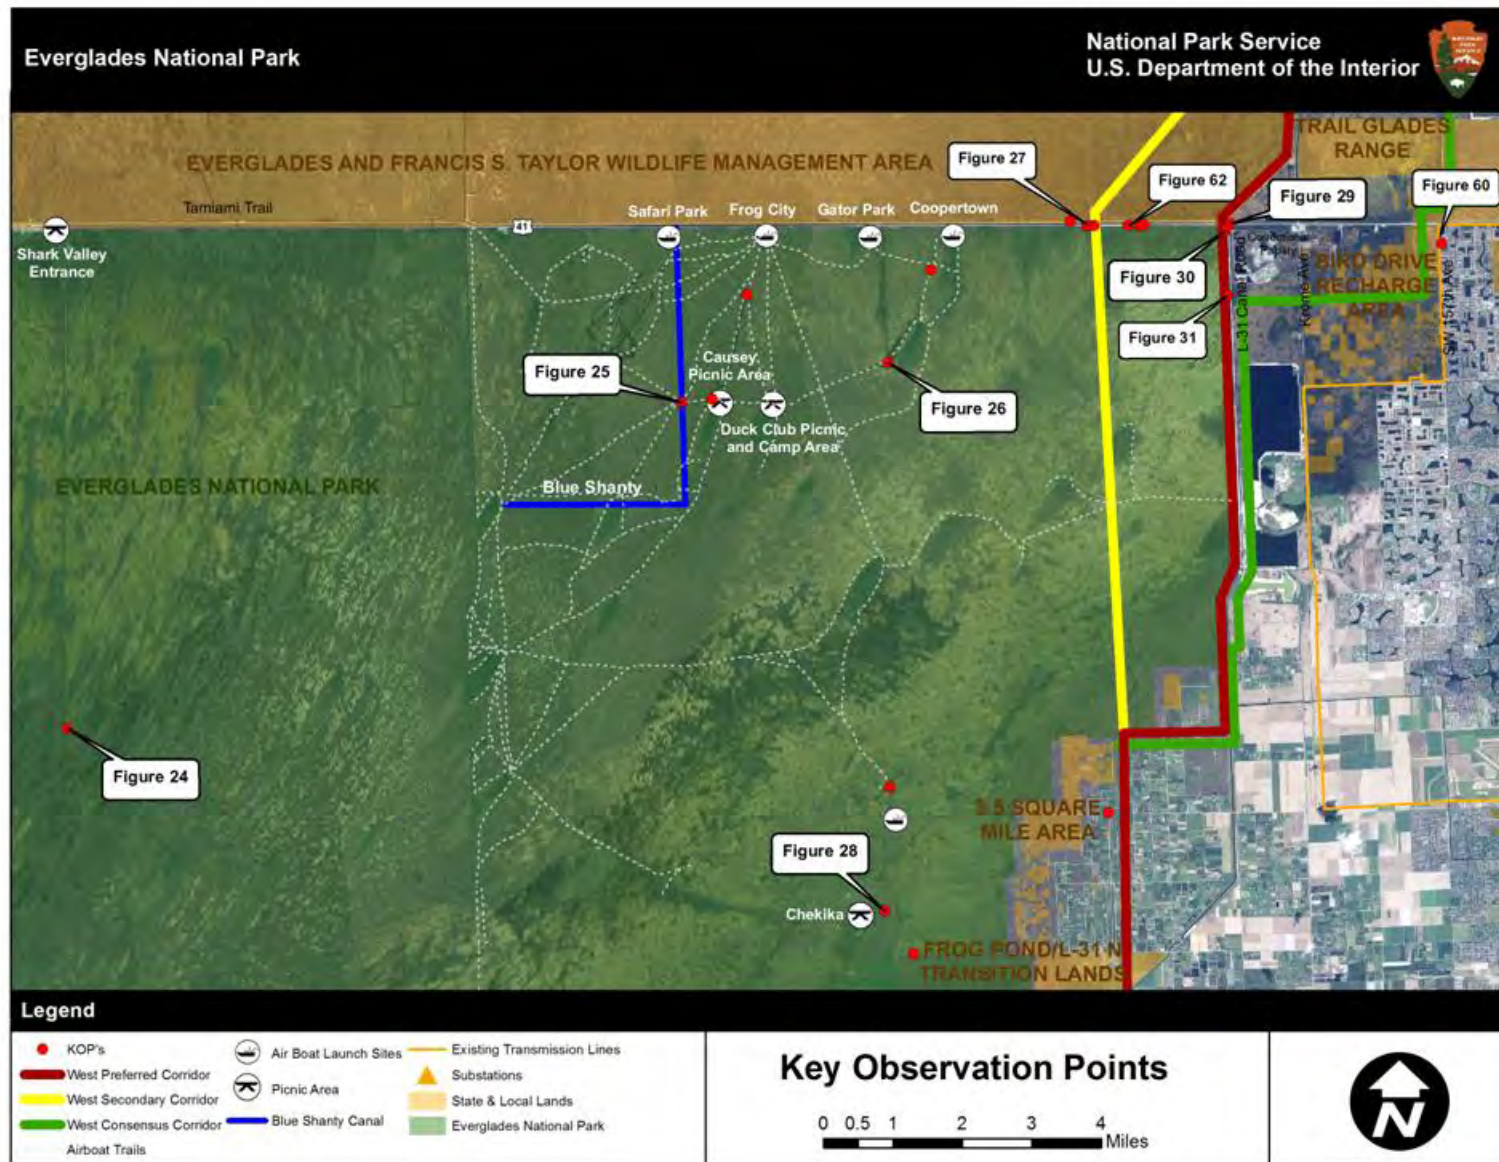 Everglades National Park
National Park Service
U.S. Department of the Interior
TRAIL GLADES
RANGE
EVERGLADES AND FRANCIS S. TAYLOR WILDLIFE MANAGEMENT AREA
Figure 27
Figure 62
Figure 29
Figure 60
Tamiami Trail
41
Safari Park
Frog City
Gator Park
Coopertown
Shark Valley
Entrance
Correctional
Figure 30
BIRD DRIVE
RECHARGE
AREA
L-31 Canal Road
Krome Ave
SW 157th Ave
Figure 31
Figure 25
Causey
Picnic Area
Figure 26
Duck Club Picnic
and Camp Area
Blue Shanty
EVERGLADES NATIONAL PARK
Figure 24
8.5 SQUARE
MILE AREA
Figure 28
Chekika
FROG POND/L-31 N
TRANSITION LANDS
Legend
KOP's
West Preferred Corridor
West Secondary Corridor
West Consensus Corridor
Airboat Trails
Air Boat Launch Sites
Picnic Area
Blue Shanty Canal
Existing Transmission Lines
Substations
State & Local Lands
Everglades National Park
Key Observation Points
0 0.5 1 2 3 4
Miles
N